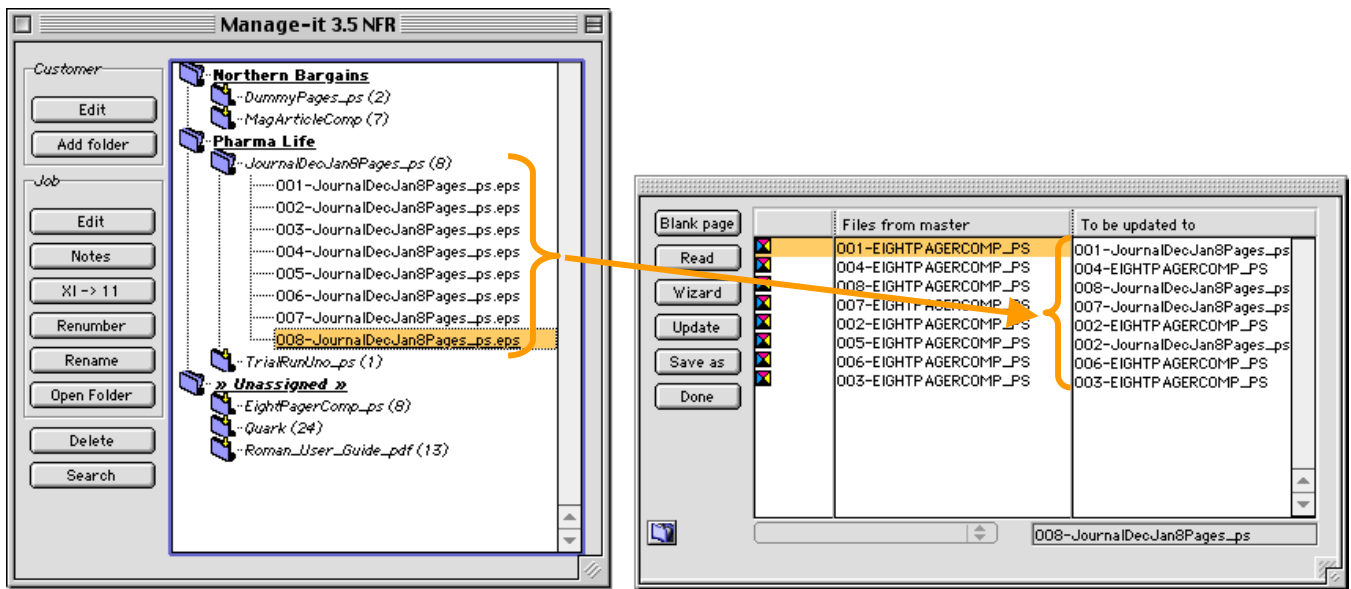 Manage-it 3.5 NFR
Customer
Edit
Add folder
Job
Edit
Notes
XI -> 11
Renumber
Rename
Open Folder
Delete
Search
Northern Bargains
DummyPages_ps (2)
MagArticleComp (7)
Pharma Life
JournalDecJan8Pages_ps (8)
001-JournalDecJan8Pages_ps.eps
002-JournalDecJan8Pages_ps.eps
003-JournalDecJan8Pages_ps.eps
004-JournalDecJan8Pages_ps.eps
005-JournalDecJan8Pages_ps.eps
006-JournalDecJan8Pages_ps.eps
007-JournalDecJan8Pages_ps.eps
008-JournalDecJan8Pages_ps.eps
TrialRunUno_ps (1)
» Unassigned »
EightPagerComp_ps (8)
Quark (24)
Roman_User_Guide_pdf (13)
Blank page
Read
Wizard
Update
Save as
Done
Files from master To be updated to
001-EIGHTPAGERCOMP_PS 001-JournalDecJan8Pages_ps
004-EIGHTPAGERCOMP_PS 004-EIGHTPAGERCOMP_PS
008-EIGHTPAGERCOMP_PS 008-JournalDecJan8Pages_ps
007-EIGHTPAGERCOMP_PS 007-JournalDecJan8Pages_ps
002-EIGHTPAGERCOMP_PS 002-EIGHTPAGERCOMP_PS
005-EIGHTPAGERCOMP_PS 002-JournalDecJan8Pages_ps
006-EIGHTPAGERCOMP_PS 006-EIGHTPAGERCOMP_PS
003-EIGHTPAGERCOMP_PS 003-EIGHTPAGERCOMP_PS
008-JournalDecJan8Pages_ps